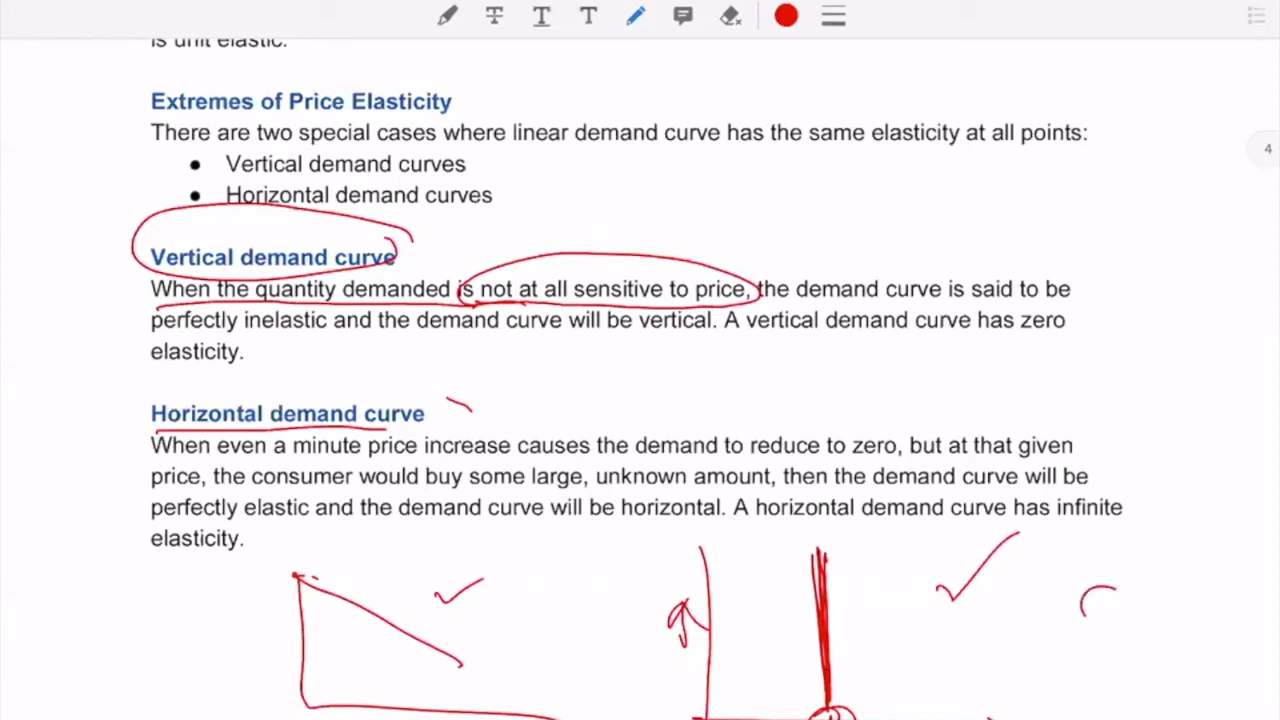 is unit elastic.
Extremes of Price Elasticity
There are two special cases where linear demand curve has the same elasticity at all points:
● Vertical demand curves
● Horizontal demand curves
4
Vertical demand curve
When the quantity demanded is not at all sensitive to price, the demand curve is said to be
perfectly inelastic and the demand curve will be vertical. A vertical demand curve has zero
elasticity.
Horizontal demand curve
When even a minute price increase causes the demand to reduce to zero, but at that given
price, the consumer would buy some large, unknown amount, then the demand curve will be
perfectly elastic and the demand curve will be horizontal. A horizontal demand curve has infinite
elasticity.